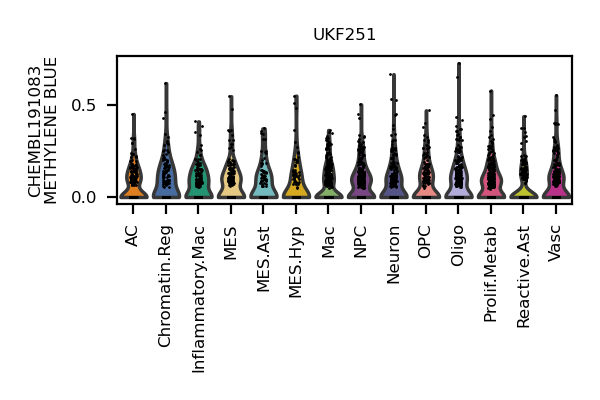 UKF251
CHEMBL191083
METHYLENE BLUE
0.5
0.0
AC
Chromatin.Reg
Inflammatory.Mac
MES
MES.Ast
MES.Hyp
Mac
NPC
Neuron
OPC
Oligo
Prolif.Metab
Reactive.Ast
Vasc